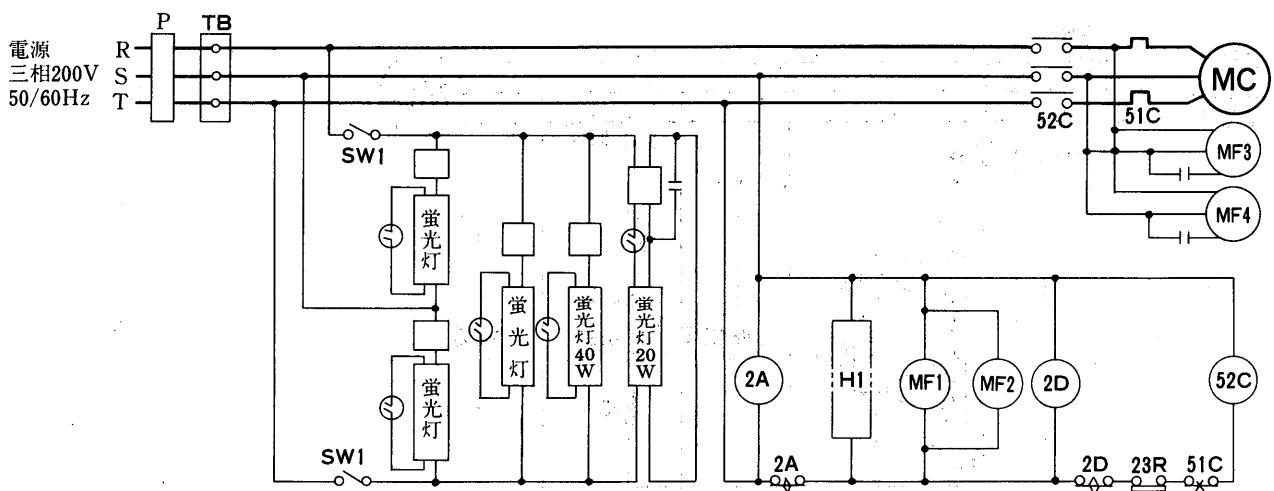 P
TB
電源
三相200V
50/60Hz
R
S
T
MC
52C
51C
SW1
MF3
MF4
蛍光灯
蛍光灯
蛍光灯40W
蛍光灯20W
蛍光灯
2A
H1
MF1
MF2
2D
52C
SW1
2A
2D
23R
51C